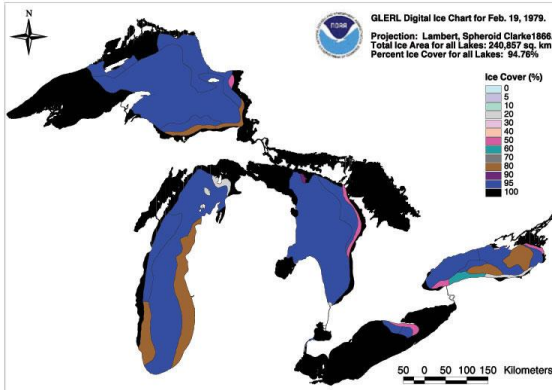 GLERL Digital Ice Chart for Feb. 19, 1979.
Projection: Lambert, Spheroid Clarke1866.
Total Ice Area for all Lakes: 240,857 sq. km
Percent Ice Cover for all Lakes: 94.76%
N
NOAA
Ice Cover (%)
0
5
10
20
30
40
50
60
70
80
90
95
100
50 0 50 100 150 Kilometers